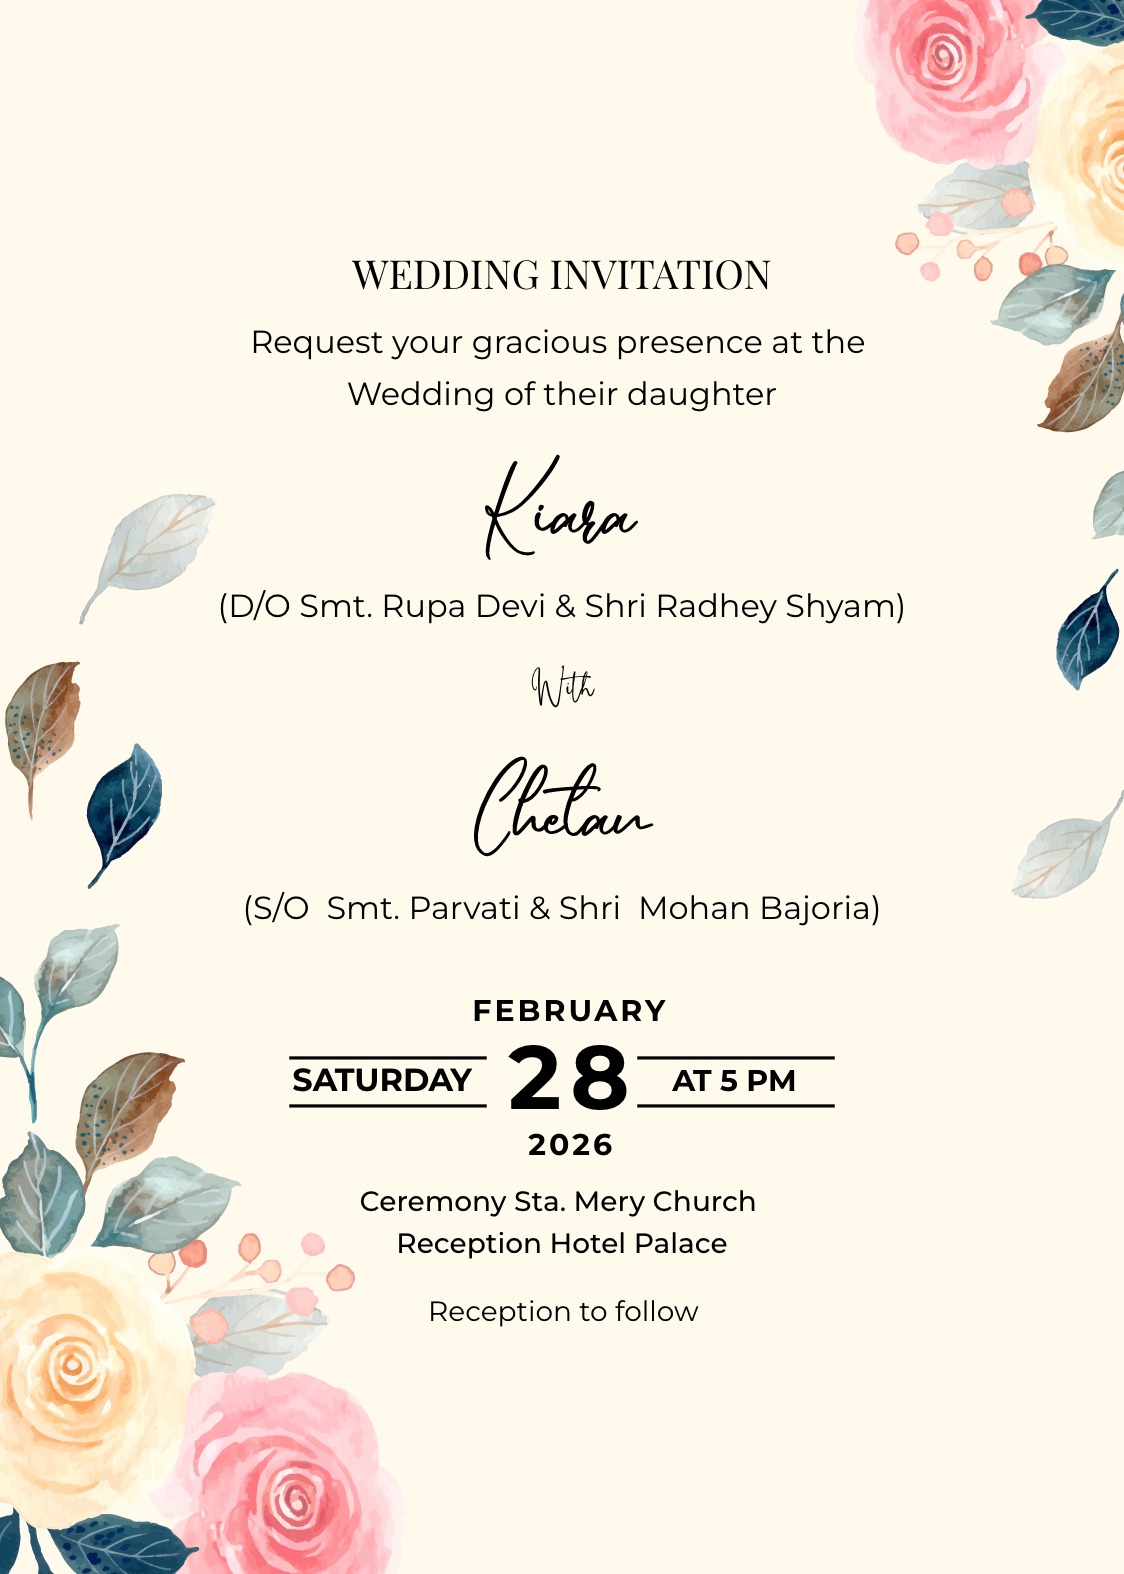 WEDDING INVITATION
Request your gracious presence at the
Wedding of their daughter
Kiara
(D/O Smt. Rupa Devi & Shri Radhey Shyam)
With
Chetan
(S/O Smt. Parvati & Shri Mohan Bajoria)
FEBRUARY
SATURDAY 28 AT 5 PM
2026
Ceremony Sta. Mery Church
Reception Hotel Palace
Reception to follow